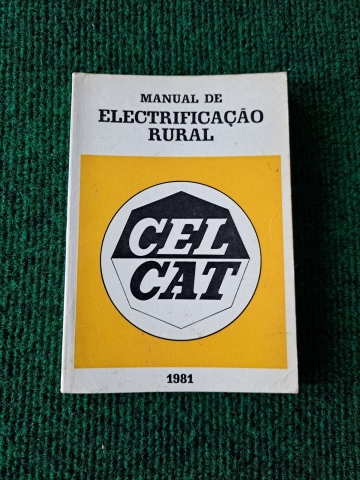 MANUAL DE
ELECTRIFICAÇÃO
RURAL
CEL
CAT
1981